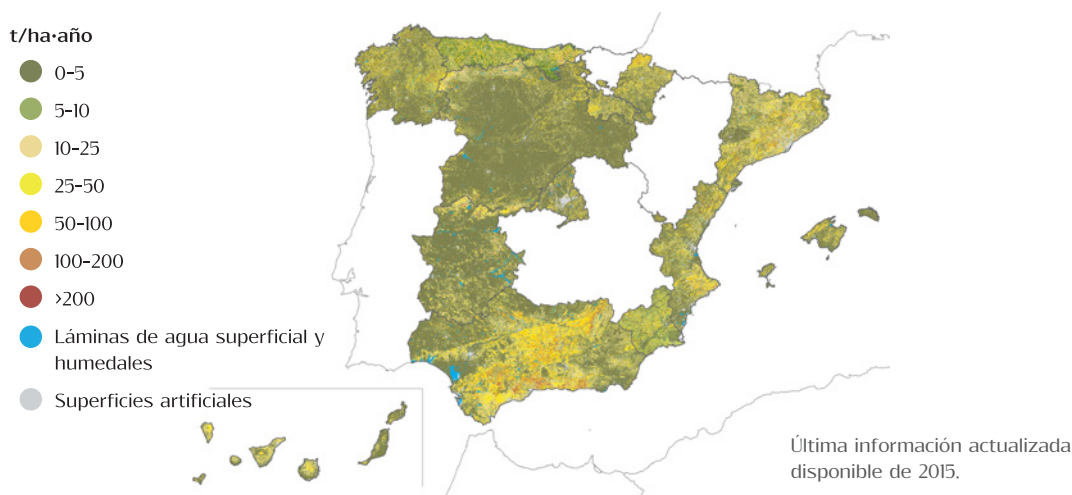 t/ha•año
0-5
5-10
10-25
25-50
50-100
100-200
>200
Láminas de agua superficial y
humedales
Superficies artificiales
Última información actualizada
disponible de 2015.